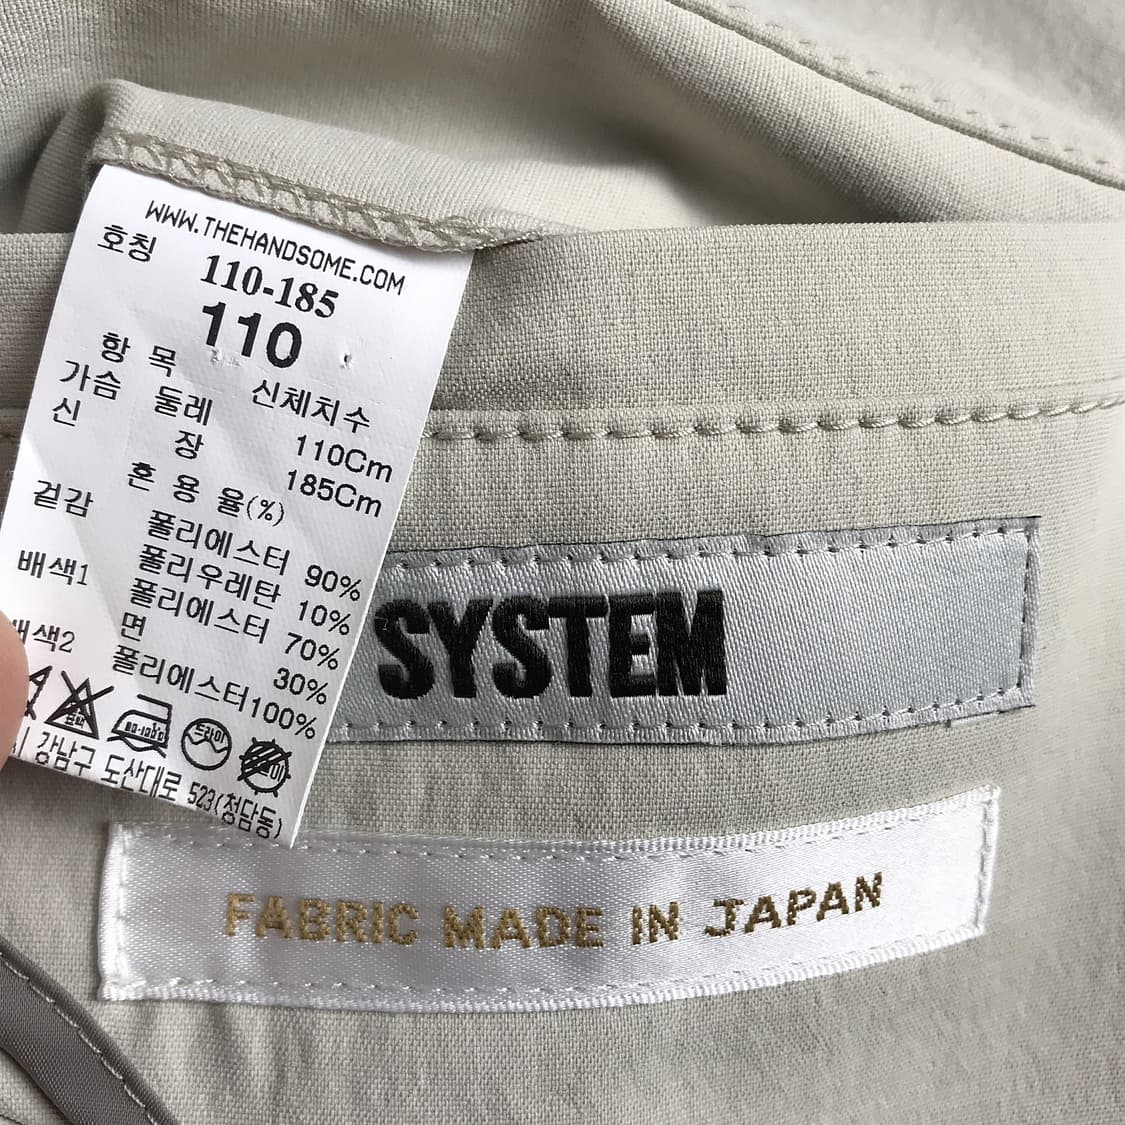 WWW.THEHANDSOME.COM
호칭
110-185
110
항 목 신체치수
가슴 둘레 110Cm
신 장 185Cm
혼 용 율(%)
겉감 폴리에스터 90%
폴리우레탄 10%
배색1 폴리에스터 70%
면 30%
배색2 폴리에스터100%
드라이
강남구 도산대로 523(청담동)
SYSTEM
FABRIC MADE IN JAPAN